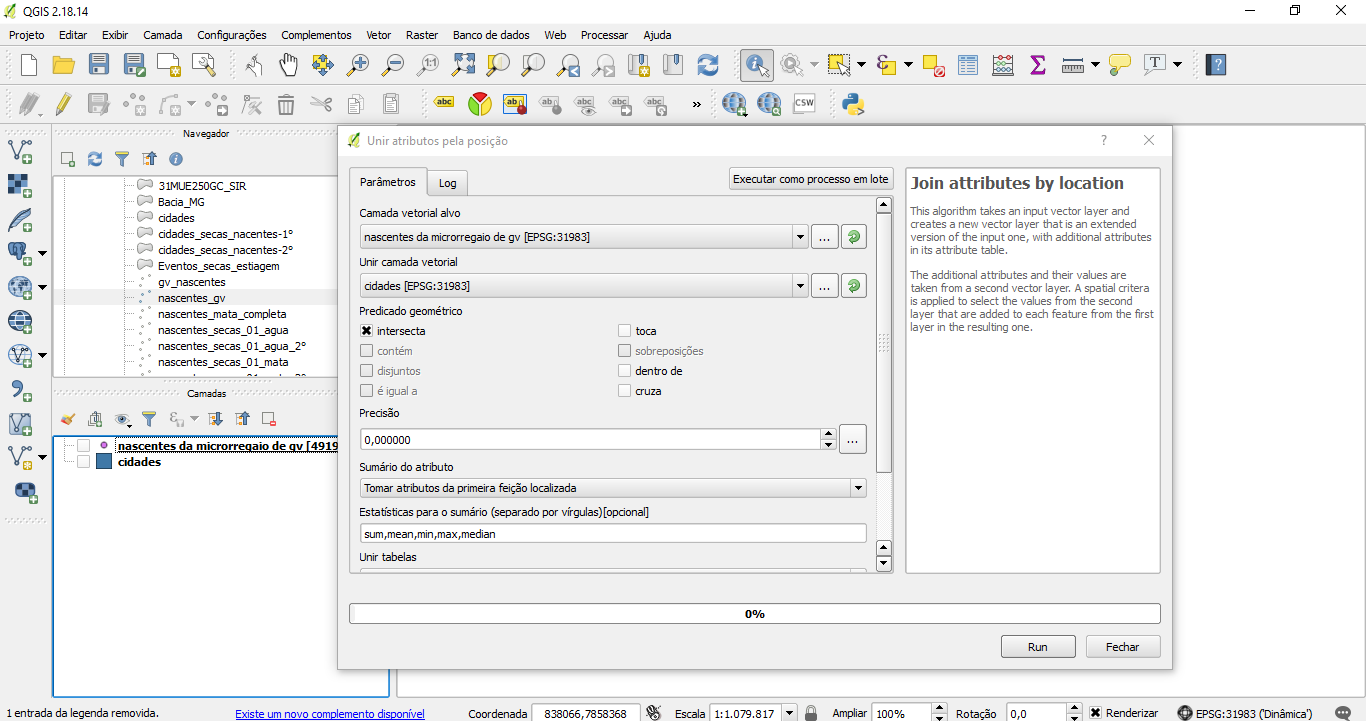 QGIS 2.18.14
Projeto Editar Exibir Camada Configurações Complementos Vetor Raster Banco de dados Web Processar Ajuda
1:1
T
?
abc
ab
ab
abc
abc
abc
»
CSW
Navegador
31MUE250GC_SIR
Bacia_MG
cidades
cidades_secas_nacentes-1°
cidades_secas_nacentes-2°
Eventos_secas_estiagem
gv_nascentes
nascentes_gv
nascentes_mata_completa
nascentes_secas_01_agua
nascentes_secas_01_agua_2°
nascentes_secas_01_mata
Camadas
nascentes da microrregaio de gv [4919
cidades
Unir atributos pela posição
?
Parâmetros
Log
Executar como processo em lote
Camada vetorial alvo
nascentes da microrregaio de gv [EPSG:31983]
...
Unir camada vetorial
cidades [EPSG:31983]
...
Predicado geométrico
intersecta toca
contém sobreposições
disjuntos dentro de
é igual a cruza
Precisão
0,000000
...
Sumário do atributo
Tomar atributos da primeira feição localizada
Estatísticas para o sumário (separado por vírgulas)[opcional]
sum,mean,min,max,median
Unir tabelas
Join attributes by location
This algorithm takes an input vector layer and
creates a new vector layer that is an extended
version of the input one, with additional attributes
in its attribute table.
The additional attributes and their values are
taken from a second vector layer. A spatial critera
is applied to select the values from the second
layer that are added to each feature from the first
layer in the resulting one.
0%
Run
Fechar
1 entrada da legenda removida.
Existe um novo complemento disponível
Coordenada 838066,7858368 Escala 1:1.079.817 Ampliar 100% Rotação 0,0 Renderizar EPSG:31983 ('Dinâmica')